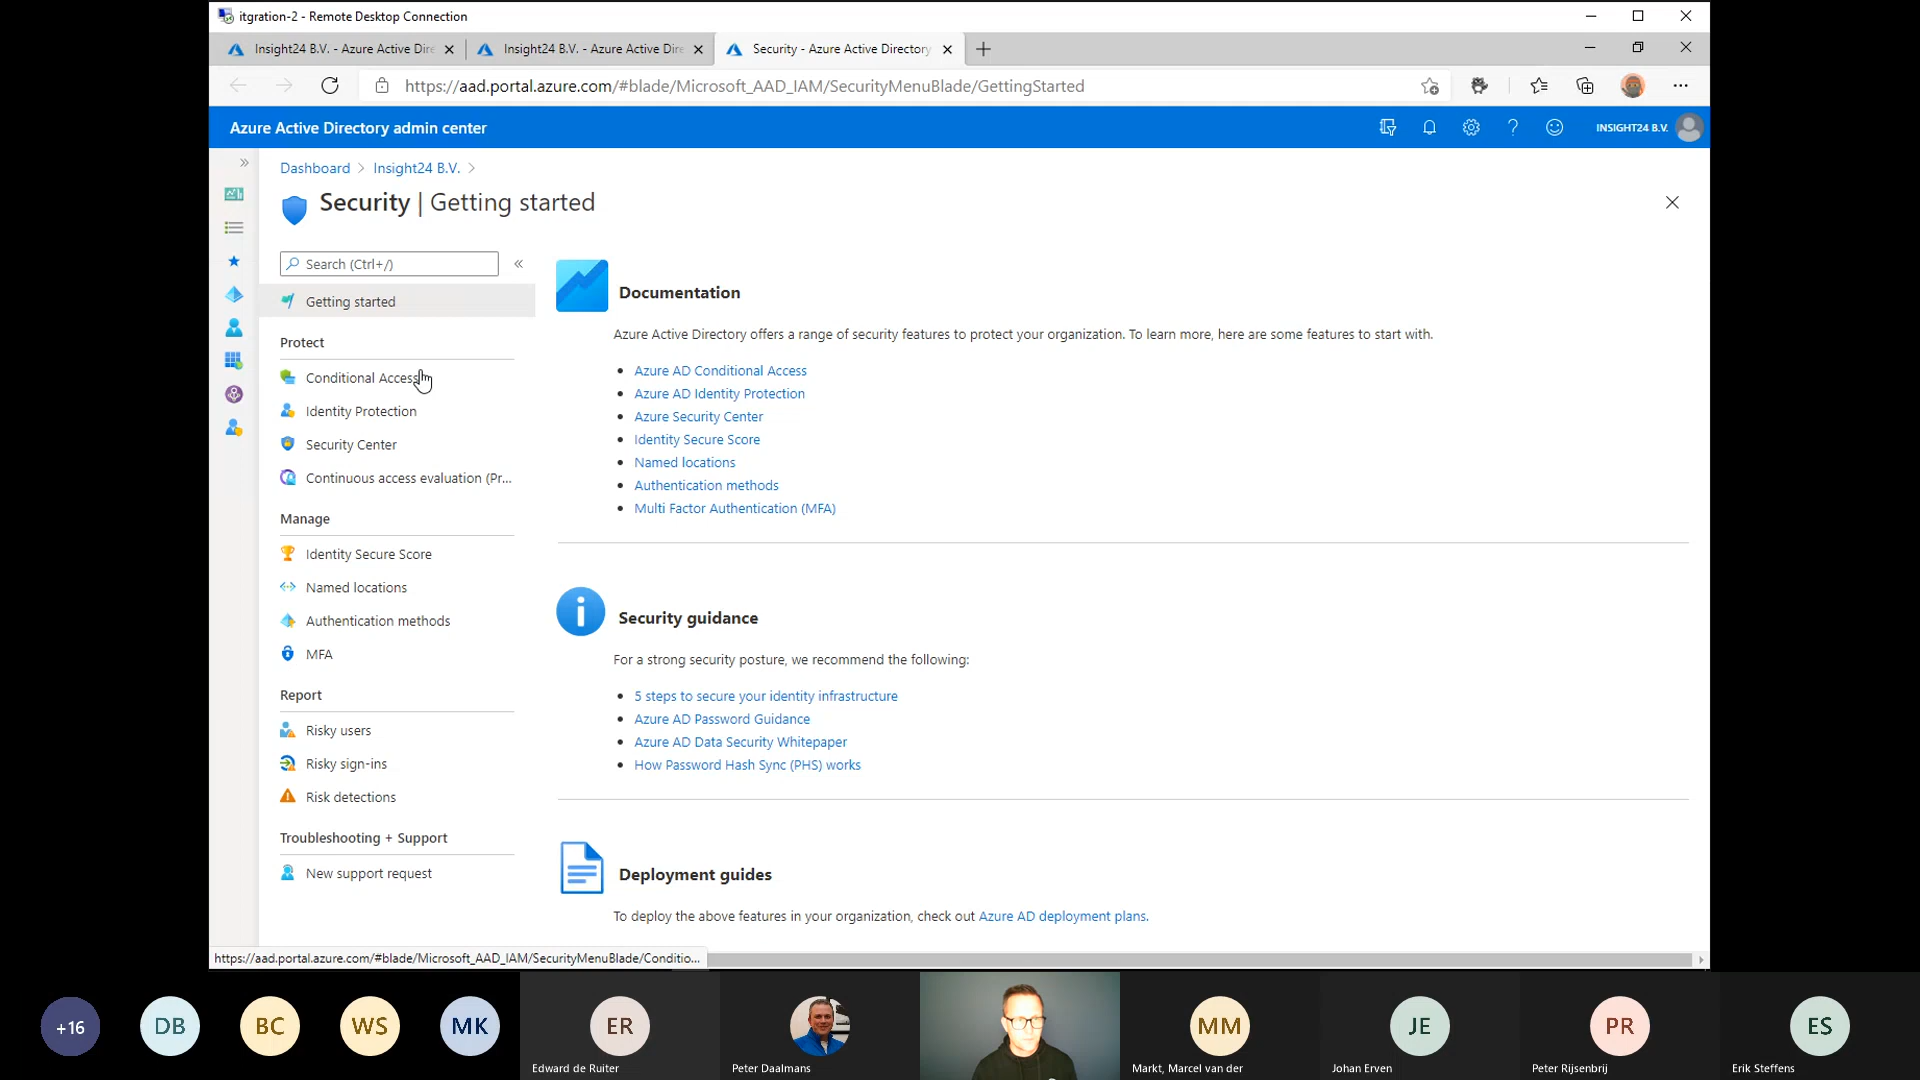 itgration-2 - Remote Desktop Connection
Insight24 B.V. - Azure Active Dire
Insight24 B.V. - Azure Active Dire
Security - Azure Active Directory
https://aad.portal.azure.com/#blade/Microsoft_AAD_IAM/SecurityMenuBlade/GettingStarted
Azure Active Directory admin center
INSIGHT24 B.V.
Dashboard > Insight24 B.V. >
Security | Getting started
Search (Ctrl+/)
Getting started
Protect
Conditional Access
Identity Protection
Security Center
Continuous access evaluation (Pr...
Manage
Identity Secure Score
Named locations
Authentication methods
MFA
Report
Risky users
Risky sign-ins
Risk detections
Troubleshooting + Support
New support request
Documentation
Azure Active Directory offers a range of security features to protect your organization. To learn more, here are some features to start with.
• Azure AD Conditional Access
• Azure AD Identity Protection
• Azure Security Center
• Identity Secure Score
• Named locations
• Authentication methods
• Multi Factor Authentication (MFA)
Security guidance
For a strong security posture, we recommend the following:
• 5 steps to secure your identity infrastructure
• Azure AD Password Guidance
• Azure AD Data Security Whitepaper
• How Password Hash Sync (PHS) works
Deployment guides
To deploy the above features in your organization, check out Azure AD deployment plans.
https://aad.portal.azure.com/#blade/Microsoft_AAD_IAM/SecurityMenuBlade/Conditio...
+16
DB
BC
WS
MK
ER
Edward de Ruiter
Peter Daalmans
MM
Markt, Marcel van der
JE
Johan Erven
PR
Peter Rijsenbrij
ES
Erik Steffens